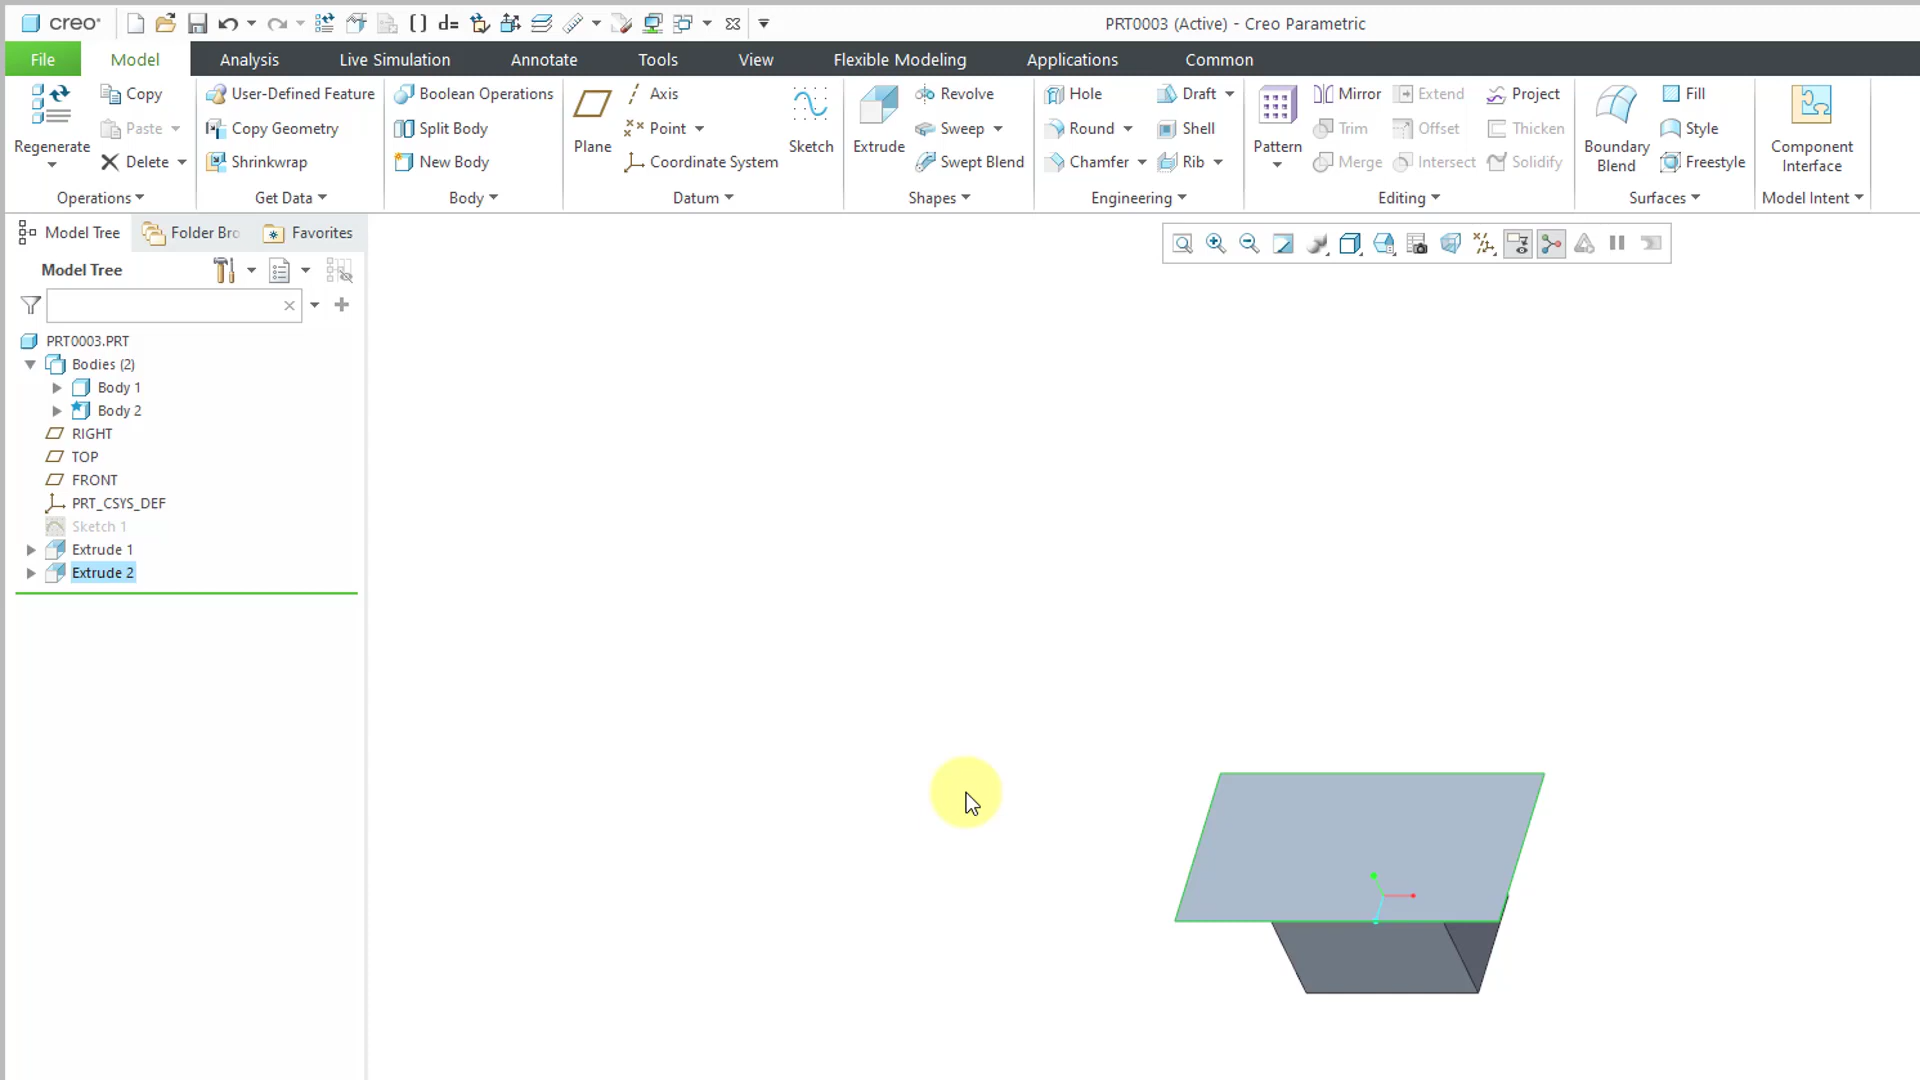 creo
d=
PRT0003 (Active) - Creo Parametric
File
Model
Analysis
Live Simulation
Annotate
Tools
View
Flexible Modeling
Applications
Common
Regenerate
Copy
Paste
Delete
Operations
User-Defined Feature
Copy Geometry
Shrinkwrap
Get Data
Boolean Operations
Split Body
New Body
Body
Plane
Axis
Point
Coordinate System
Datum
Sketch
Extrude
Revolve
Sweep
Swept Blend
Shapes
Hole
Round
Chamfer
Draft
Shell
Rib
Engineering
Pattern
Mirror
Trim
Merge
Extend
Offset
Intersect
Project
Thicken
Solidify
Editing
Boundary
Blend
Fill
Style
Freestyle
Surfaces
Component
Interface
Model Intent
Model Tree
Folder Bro
Favorites
Model Tree
PRT0003.PRT
Bodies (2)
Body 1
Body 2
RIGHT
TOP
FRONT
PRT_CSYS_DEF
Sketch 1
Extrude 1
Extrude 2